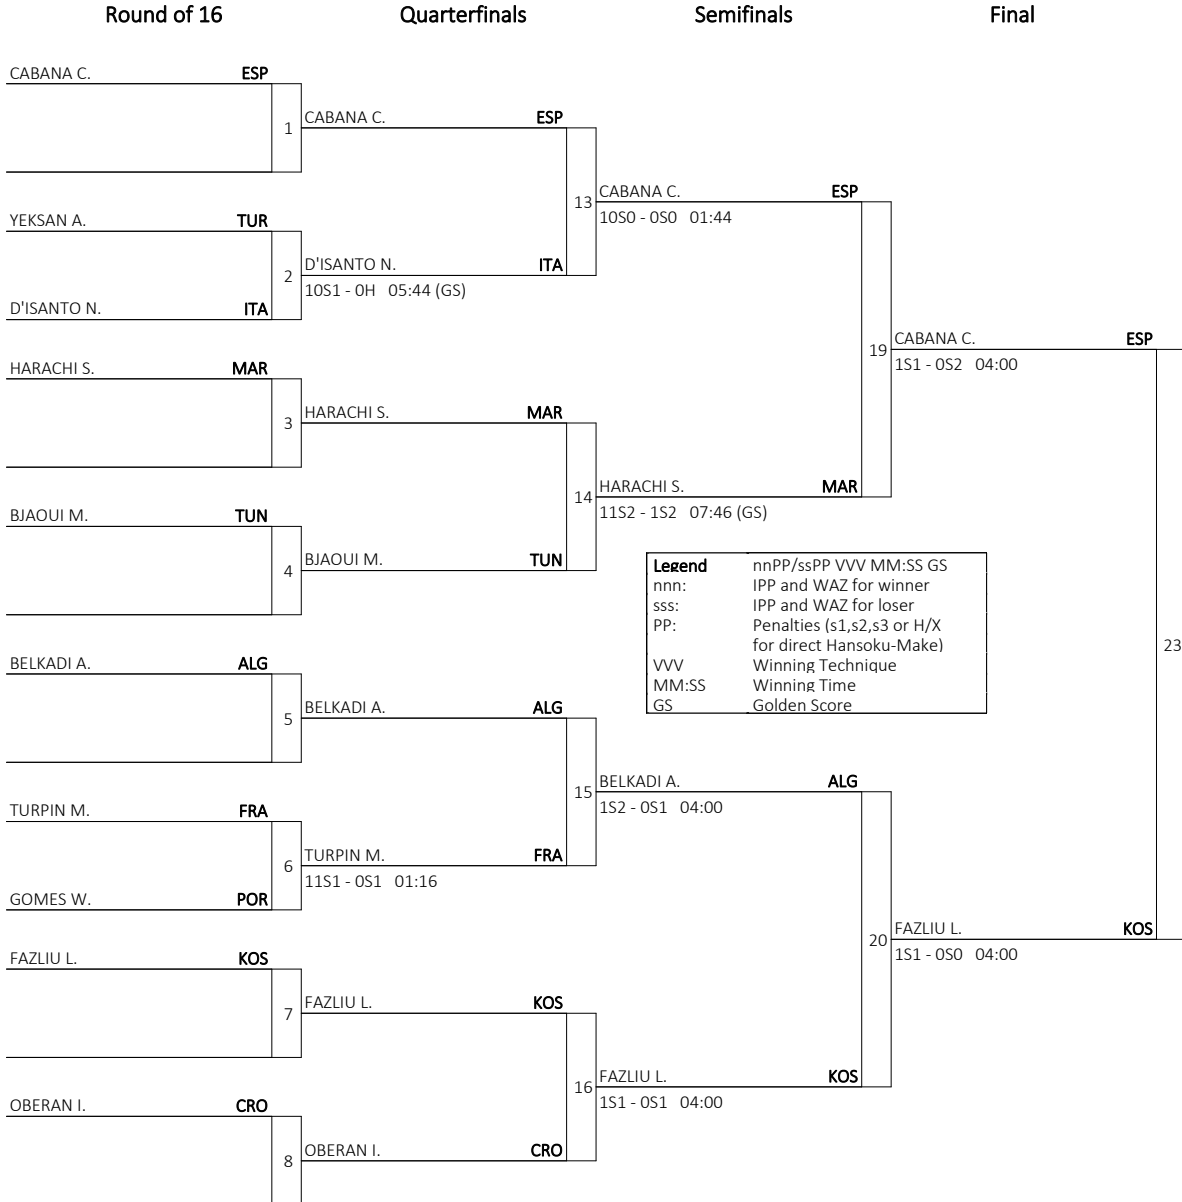 Round of 16 Quarterfinals Semifinals Final
CABANA C. ESP
1 CABANA C. ESP
13 CABANA C. ESP
10S0 - 0S0 01:44
YEKSAN A. TUR
2 D'ISANTO N. ITA
10S1 - 0H 05:44 (GS)
D'ISANTO N. ITA
19 CABANA C. ESP
1S1 - 0S2 04:00
HARACHI S. MAR
3 HARACHI S. MAR
14 HARACHI S. MAR
11S2 - 1S2 07:46 (GS)
BJAOUI M. TUN
4 BJAOUI M. TUN
Legend nnPP/ssPP VVV MM:SS GS
nnn: IPP and WAZ for winner
sss: IPP and WAZ for loser
PP: Penalties (s1,s2,s3 or H/X
for direct Hansoku-Make)
VVV Winning Technique
MM:SS Winning Time
GS Golden Score
23
BELKADI A. ALG
5 BELKADI A. ALG
15 BELKADI A. ALG
1S2 - 0S1 04:00
TURPIN M. FRA
6 TURPIN M. FRA
11S1 - 0S1 01:16
GOMES W. POR
20 FAZLIU L. KOS
1S1 - 0S0 04:00
FAZLIU L. KOS
7 FAZLIU L. KOS
16 FAZLIU L. KOS
1S1 - 0S1 04:00
OBERAN I. CRO
8 OBERAN I. CRO